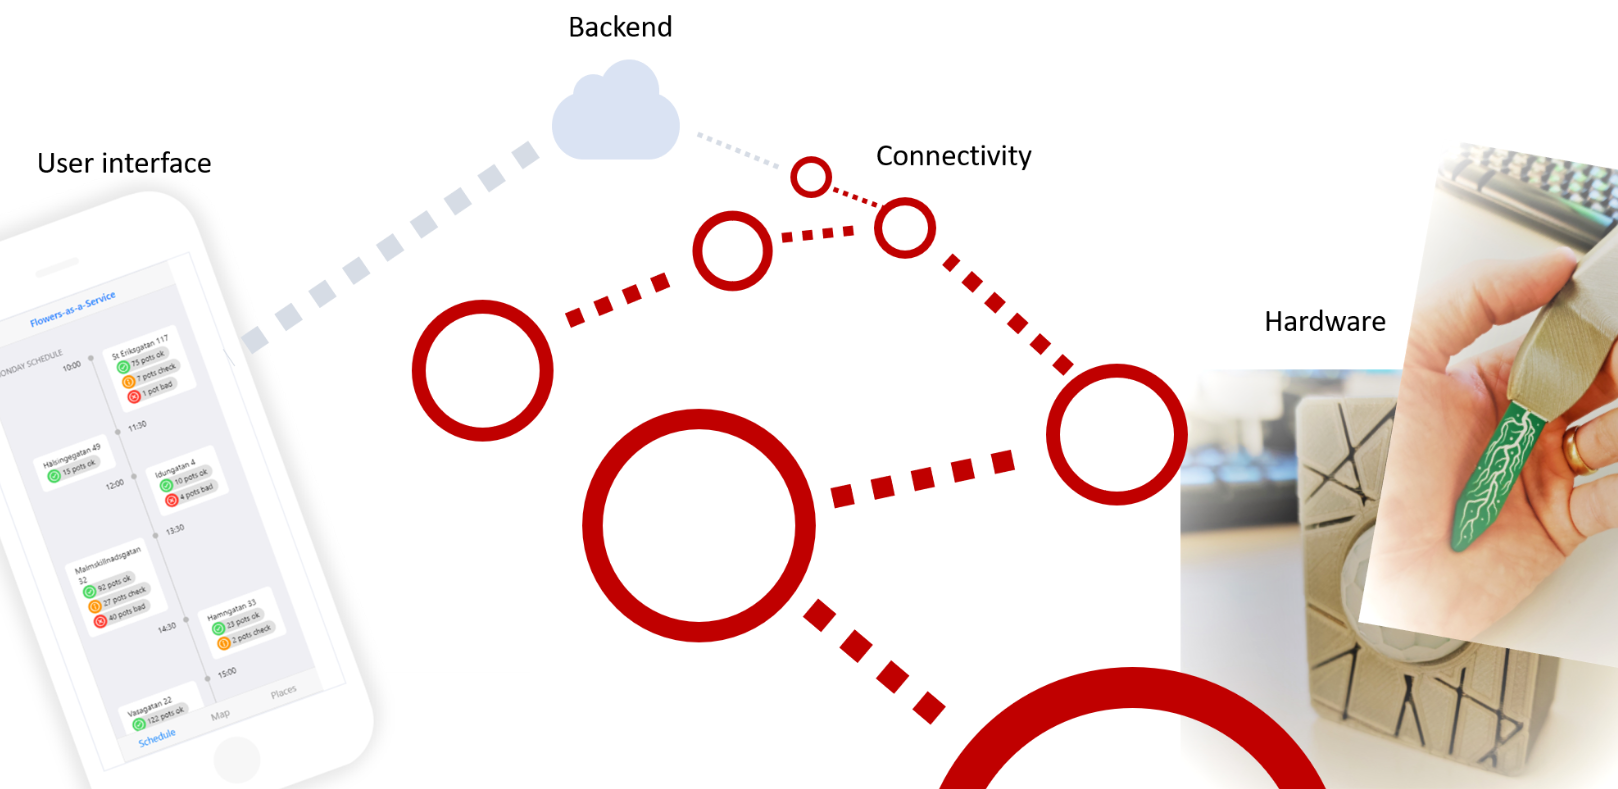 Backend
User interface
Connectivity
Hardware
Flowers-as-a-Service
MONDAY SCHEDULE
10:00
St Eriksgatan 117
75 pots ok
7 pots check
1 pot bad
11:30
Hälsingegatan 49
15 pots ok
12:00
Idungatan 4
10 pots ok
4 pots bad
13:30
Malmskillnadsgatan
52
92 pots ok
27 pots check
40 pots bad
14:30
Hamngatan 33
23 pots ok
2 pots check
15:00
Vasagatan 22
122 pots ok
Schedule
Map
Places